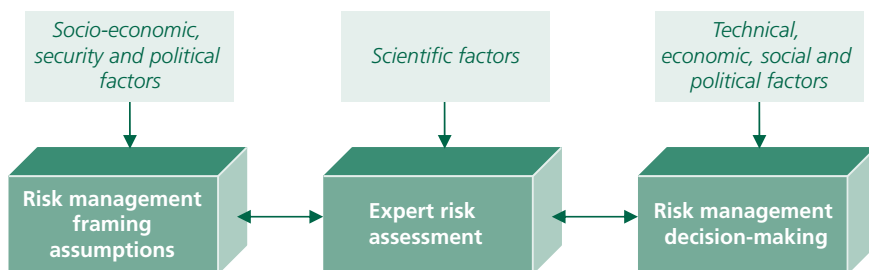 Socio-economic,
security and political
factors
Scientific factors
Technical,
economic, social and
political factors
Risk management
framing
assumptions
Expert risk
assessment
Risk management
decision-making